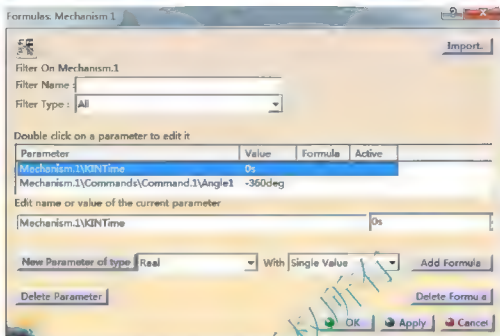 Formulas: Mechanism 1
Import.
Filter On Mechanism.1
Filter Name :
Filter Type : All
Double click on a parameter to edit it
Parameter Value Formula Active
Mechanism.1\KINTime 0s
Mechanism.1\Commands\Command.1\Angle1 -360deg
Edit name or value of the current parameter
Mechanism.1\KINTime 0s
New Parameter of type Real With Single Value Add Formula
Delete Parameter Delete Formu a
OK Apply Cancel